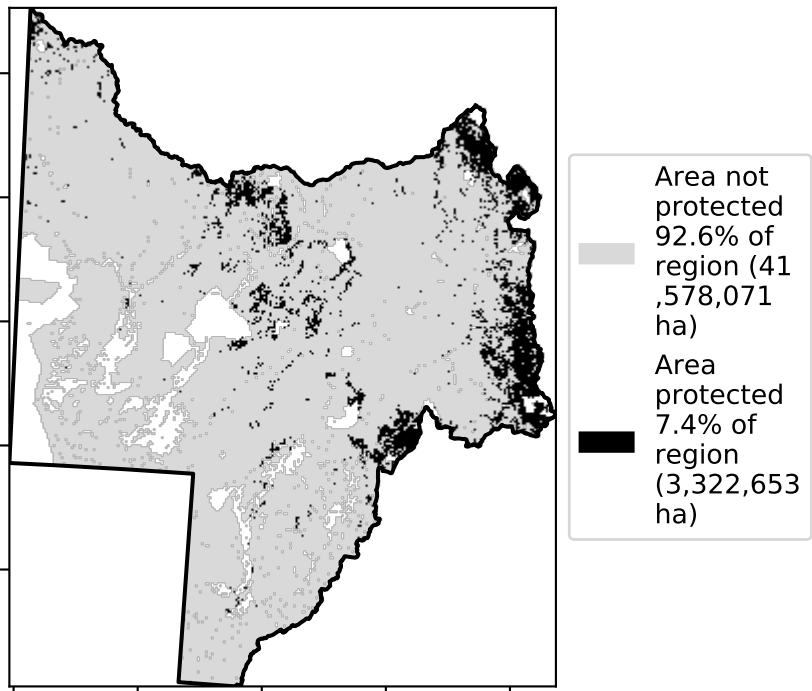 Area not
protected
92.6% of
region (41
,578,071
ha)
Area
protected
7.4% of
region
(3,322,653
ha)